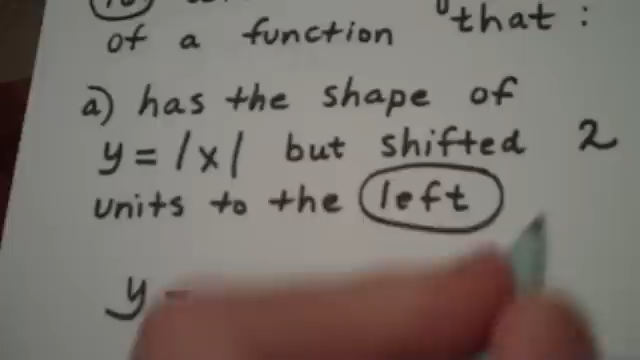 of a function that :
a) has the shape of
y = |x| but shifted 2
units to the left
y =